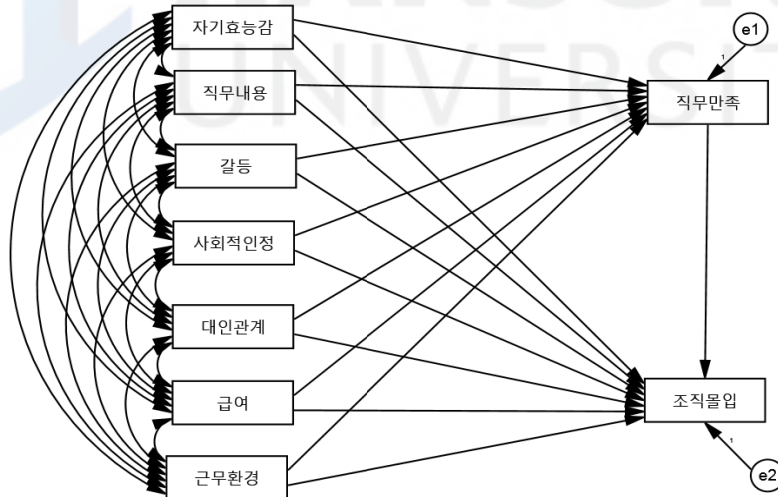 자기효능감
e1
1
직무내용
직무만족
갈등
사회적인정
대인관계
급여
조직몰입
1
근무환경
e2